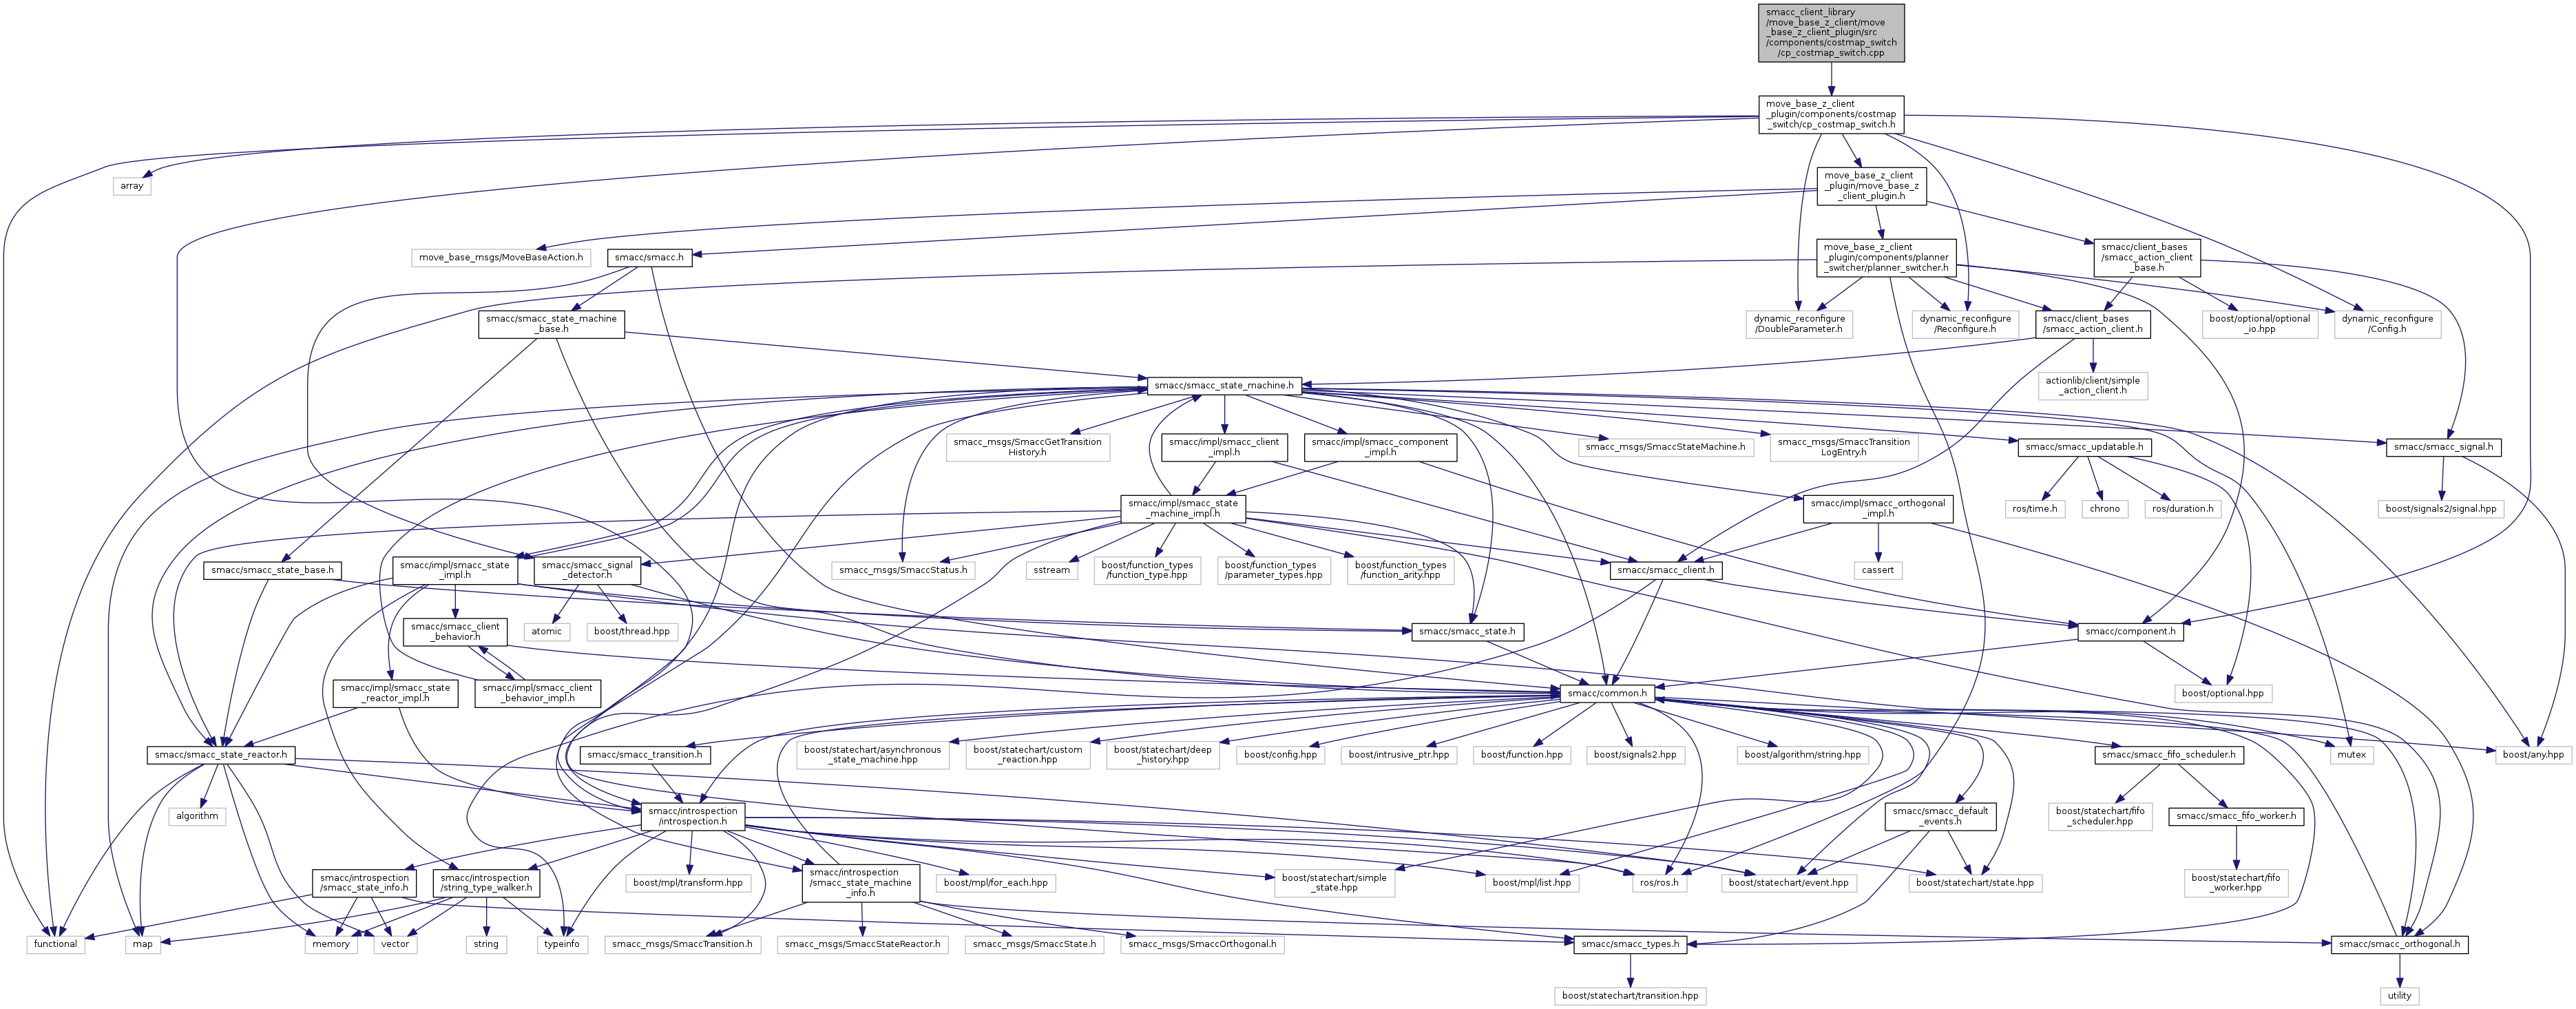 smacc_client_library
/move_base_z_client/move
_base_z_client_plugin/src
/components/costmap_switch
/cp_costmap_switch.cpp
move_base_z_client
_plugin/components/costmap
_switch/cp_costmap_switch.h
array
move_base_z_client
_plugin/move_base_z
_client_plugin.h
move_base_msgs/MoveBaseAction.h
smacc/smacc.h
move_base_z_client
_plugin/components/planner
_switcher/planner_switcher.h
smacc/client_bases
/smacc_action_client
_base.h
smacc/smacc_state_machine
_base.h
dynamic_reconfigure
/DoubleParameter.h
dynamic_reconfigure
/Reconfigure.h
smacc/client_bases
/smacc_action_client.h
boost/optional/optional
_io.hpp
dynamic_reconfigure
/Config.h
smacc/smacc_state_machine.h
actionlib/client/simple
_action_client.h
smacc_msgs/SmaccGetTransition
History.h
smacc/impl/smacc_client
_impl.h
smacc/impl/smacc_component
_impl.h
smacc_msgs/SmaccStateMachine.h
smacc_msgs/SmaccTransition
LogEntry.h
smacc/smacc_updatable.h
smacc/smacc_signal.h
smacc/impl/smacc_state
_machine_impl.h
smacc/impl/smacc_orthogonal
_impl.h
ros/time.h
chrono
ros/duration.h
boost/signals2/signal.hpp
smacc/smacc_state_base.h
smacc/impl/smacc_state
_impl.h
smacc/smacc_signal
_detector.h
smacc_msgs/SmaccStatus.h
sstream
boost/function_types
/function_type.hpp
boost/function_types
/parameter_types.hpp
boost/function_types
/function_arity.hpp
smacc/smacc_client.h
cassert
smacc/smacc_client
_behavior.h
atomic
boost/thread.hpp
smacc/smacc_state.h
smacc/component.h
smacc/impl/smacc_state
_reactor_impl.h
smacc/impl/smacc_client
_behavior_impl.h
smacc/common.h
boost/optional.hpp
smacc/smacc_state_reactor.h
smacc/smacc_transition.h
boost/statechart/asynchronous
_state_machine.hpp
boost/statechart/custom
_reaction.hpp
boost/statechart/deep
_history.hpp
boost/config.hpp
boost/intrusive_ptr.hpp
boost/function.hpp
boost/signals2.hpp
boost/algorithm/string.hpp
smacc/smacc_fifo_scheduler.h
mutex
boost/any.hpp
algorithm
smacc/introspection
/introspection.h
smacc/smacc_default
_events.h
boost/statechart/fifo
_scheduler.hpp
smacc/smacc_fifo_worker.h
smacc/introspection
/smacc_state_info.h
smacc/introspection
/string_type_walker.h
boost/mpl/transform.hpp
smacc/introspection
/smacc_state_machine
_info.h
boost/mpl/for_each.hpp
boost/statechart/simple
_state.hpp
boost/mpl/list.hpp
ros/ros.h
boost/statechart/event.hpp
boost/statechart/state.hpp
boost/statechart/fifo
_worker.hpp
functional
map
memory
vector
string
typeinfo
smacc_msgs/SmaccTransition.h
smacc_msgs/SmaccStateReactor.h
smacc_msgs/SmaccState.h
smacc_msgs/SmaccOrthogonal.h
smacc/smacc_types.h
smacc/smacc_orthogonal.h
boost/statechart/transition.hpp
utility